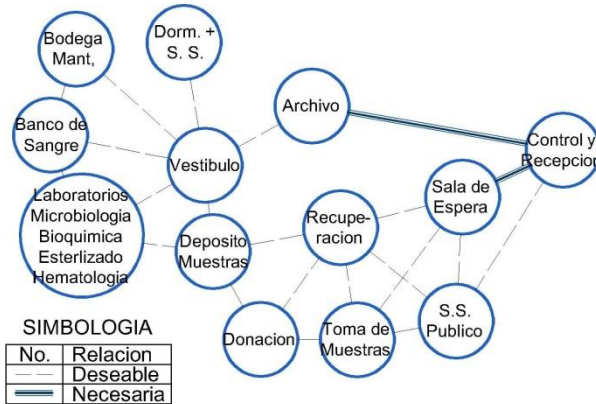 Bodega
Mant,
Dorm. +
S. S.
Archivo
Control y
Recepcion
Banco de
Sangre
Vestibulo
Sala de
Espera
Laboratorios
Microbiologia
Bioquimica
Esterlizado
Hematologia
Deposito
Muestras
Recupe-
racion
Donacion
Toma de
Muestras
S.S.
Publico
SIMBOLOGIA
No. Relacion
Deseable
Necesaria